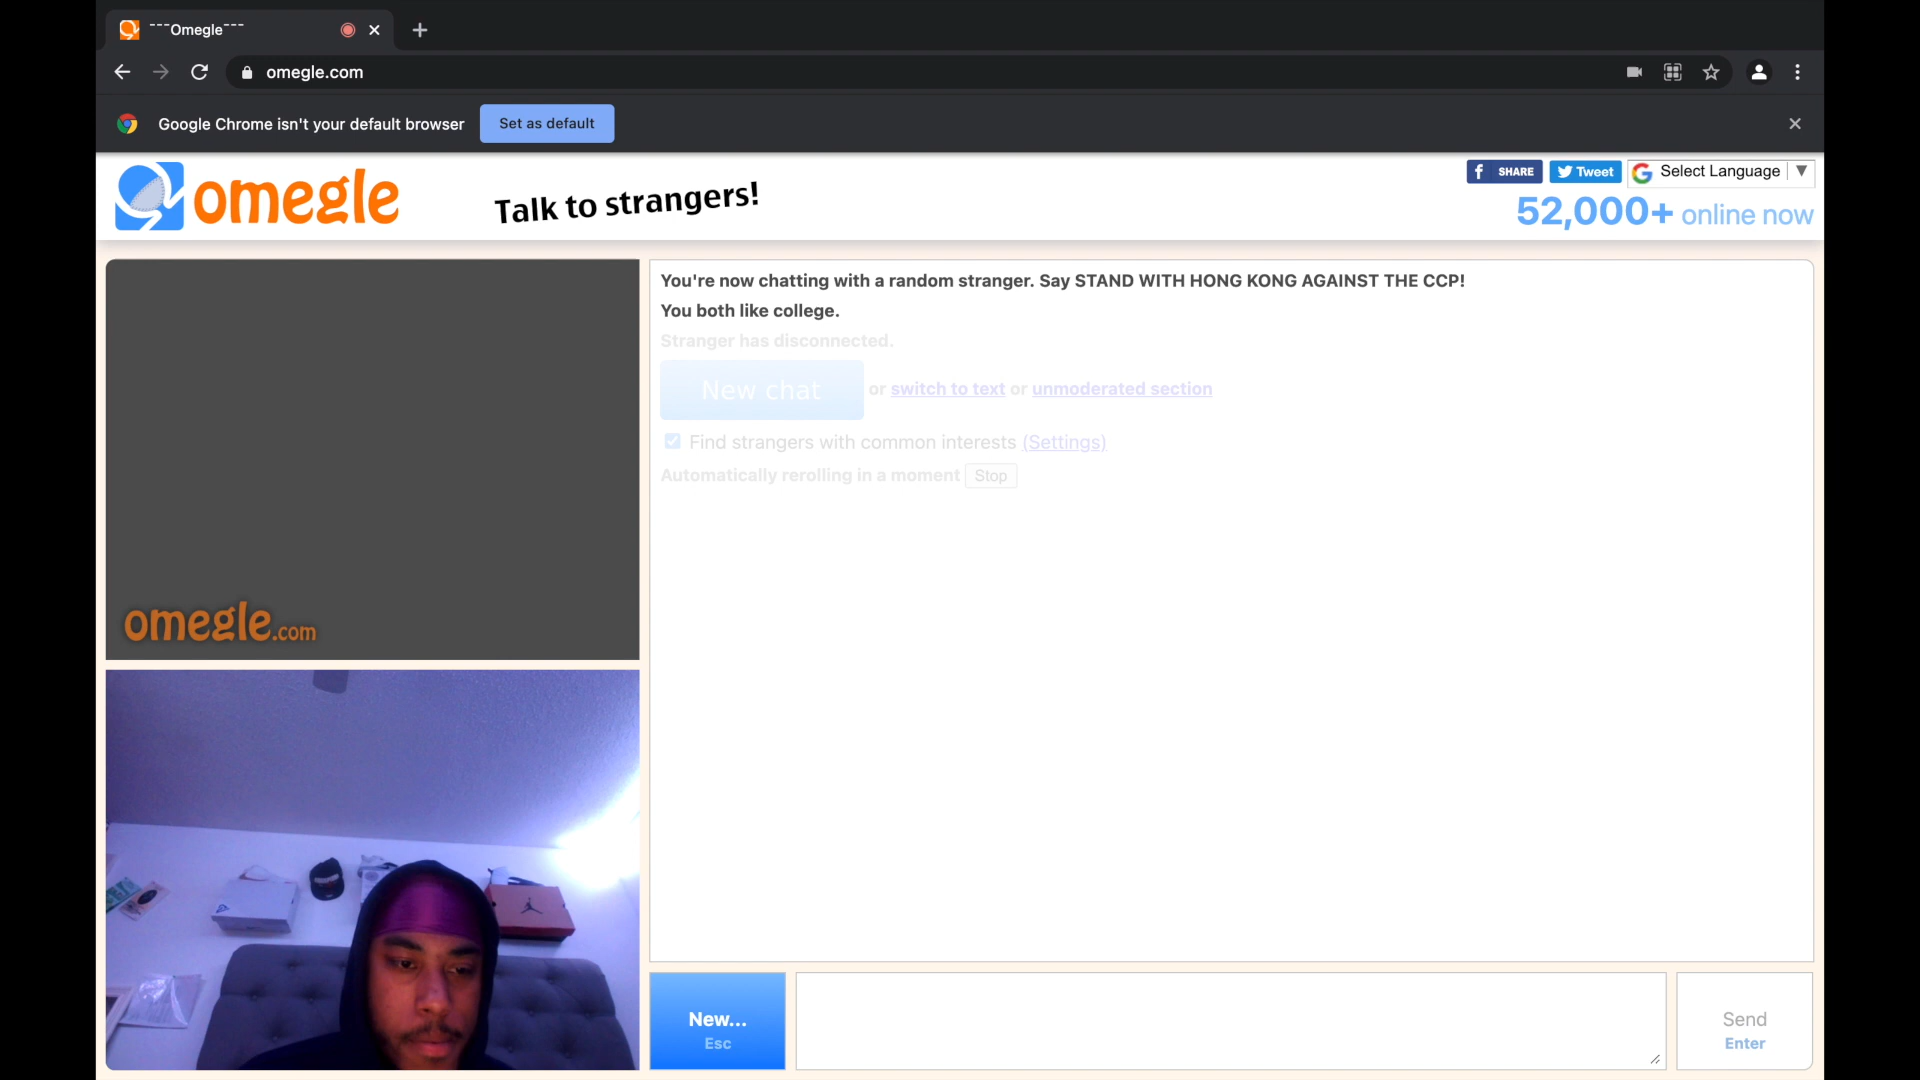 ---Omegle---
omegle.com
Google Chrome isn't your default browser
Set as default
omegle
Talk to strangers!
SHARE
Tweet
Select Language
52,000+ online now
You're now chatting with a random stranger. Say STAND WITH HONG KONG AGAINST THE CCP!
You both like college.
Stranger has disconnected.
New chat or switch to text or unmoderated section
Find strangers with common interests (Settings)
Automatically rerolling in a moment Stop
omegle.com
New...
Esc
Send
Enter